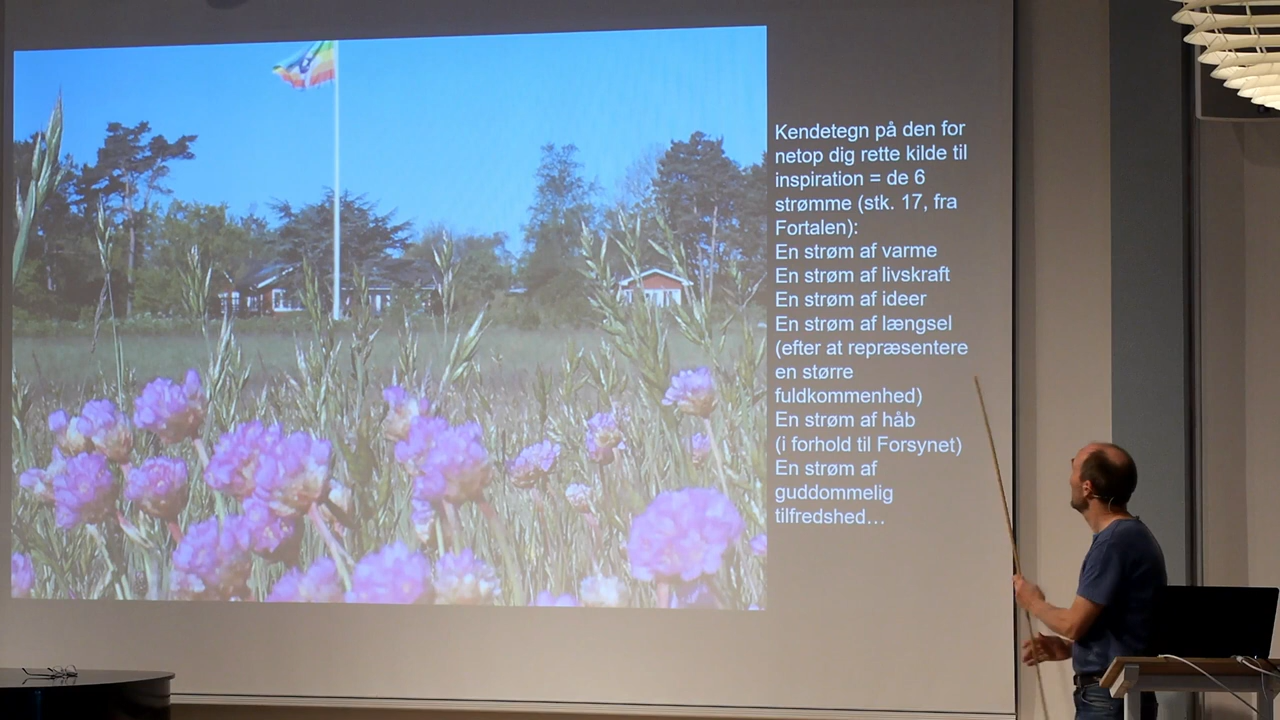 Kendetegn på den for
netop dig rette kilde til
inspiration = de 6
strømme (stk. 17, fra
Fortalen):
En strøm af varme
En strøm af livskraft
En strøm af ideer
En strøm af længsel
(efter at repræsentere
en større
fuldkommenhed)
En strøm af håb
(i forhold til Forsynet)
En strøm af
guddommelig
tilfredshed…